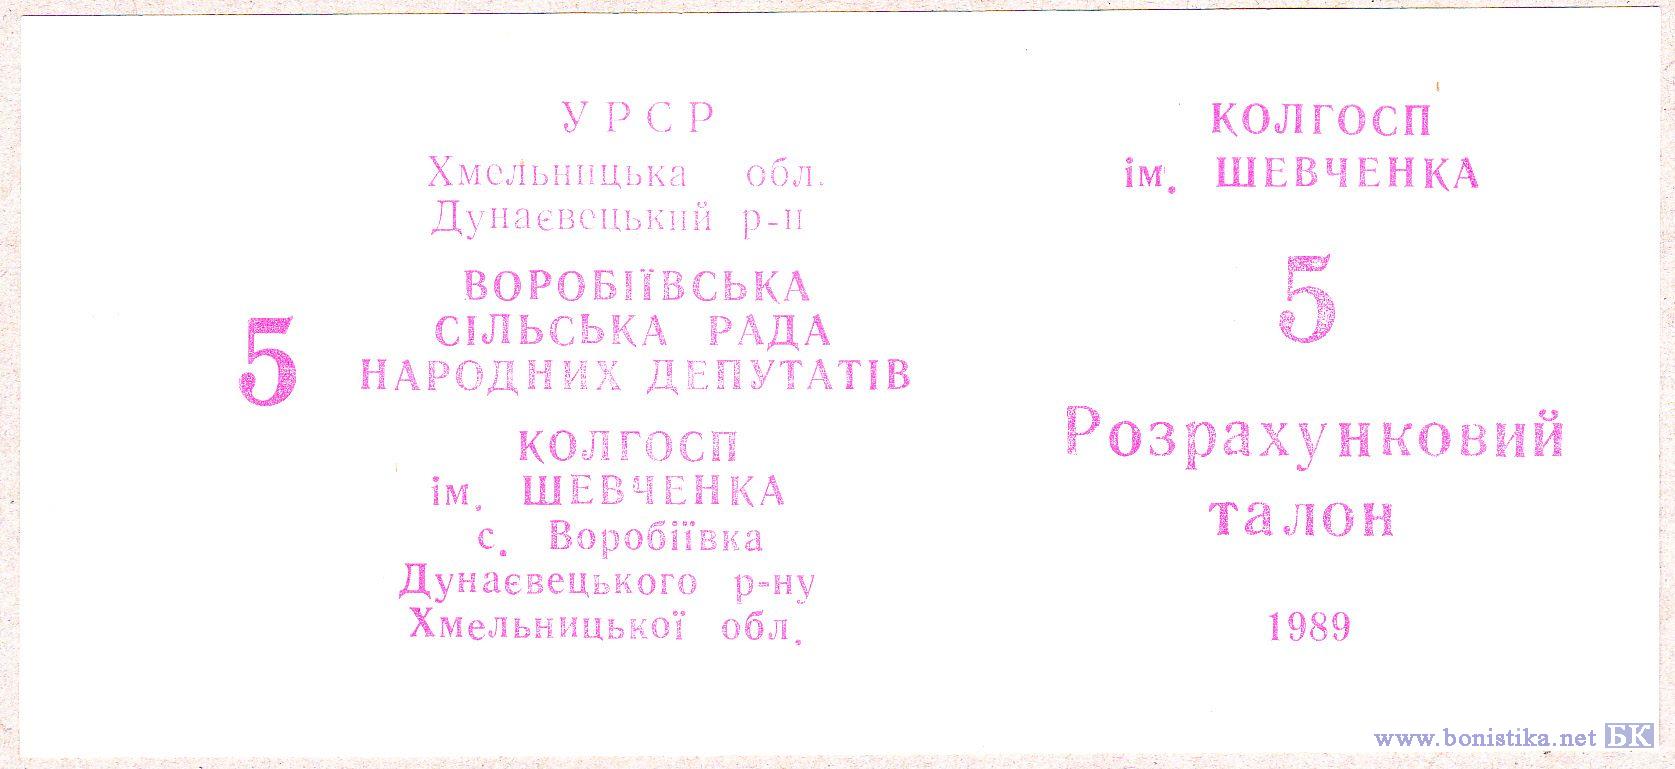 УРСР
Хмельницька обл.
Дунаєвецький р-н
5
ВОРОБІЇВСЬКА
СІЛЬСЬКА РАДА
НАРОДНИХ ДЕПУТАТІВ
КОЛГОСП
ім. ШЕВЧЕНКА
с. Воробіївка
Дунаєвецького р-ну
Хмельницької обл.
КОЛГОСП
ім. ШЕВЧЕНКА
5
Розрахунковий
талон
1989
www.bonistika.net БК